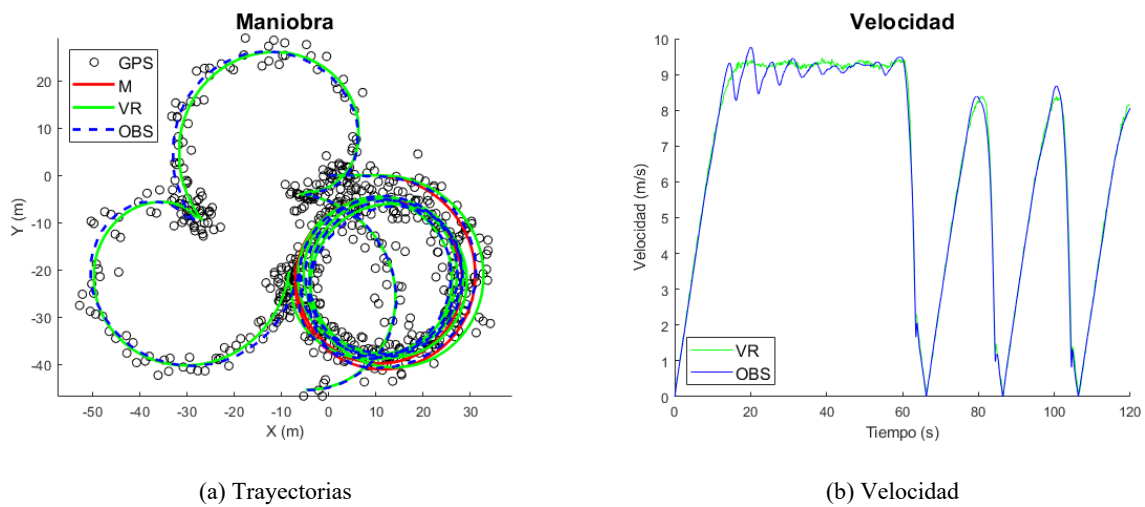 Maniobra
GPS
M
VR
OBS
20
10
0
-10
-20
-30
-40
Y (m)
-50
-40
-30
-20
-10
0
10
20
30
X (m)
(a) Trayectorias
Velocidad
10
9
8
7
6
5
4
3
2
1
0
Velocidad (m/s)
VR
OBS
0
20
40
60
80
100
120
Tiempo (s)
(b) Velocidad